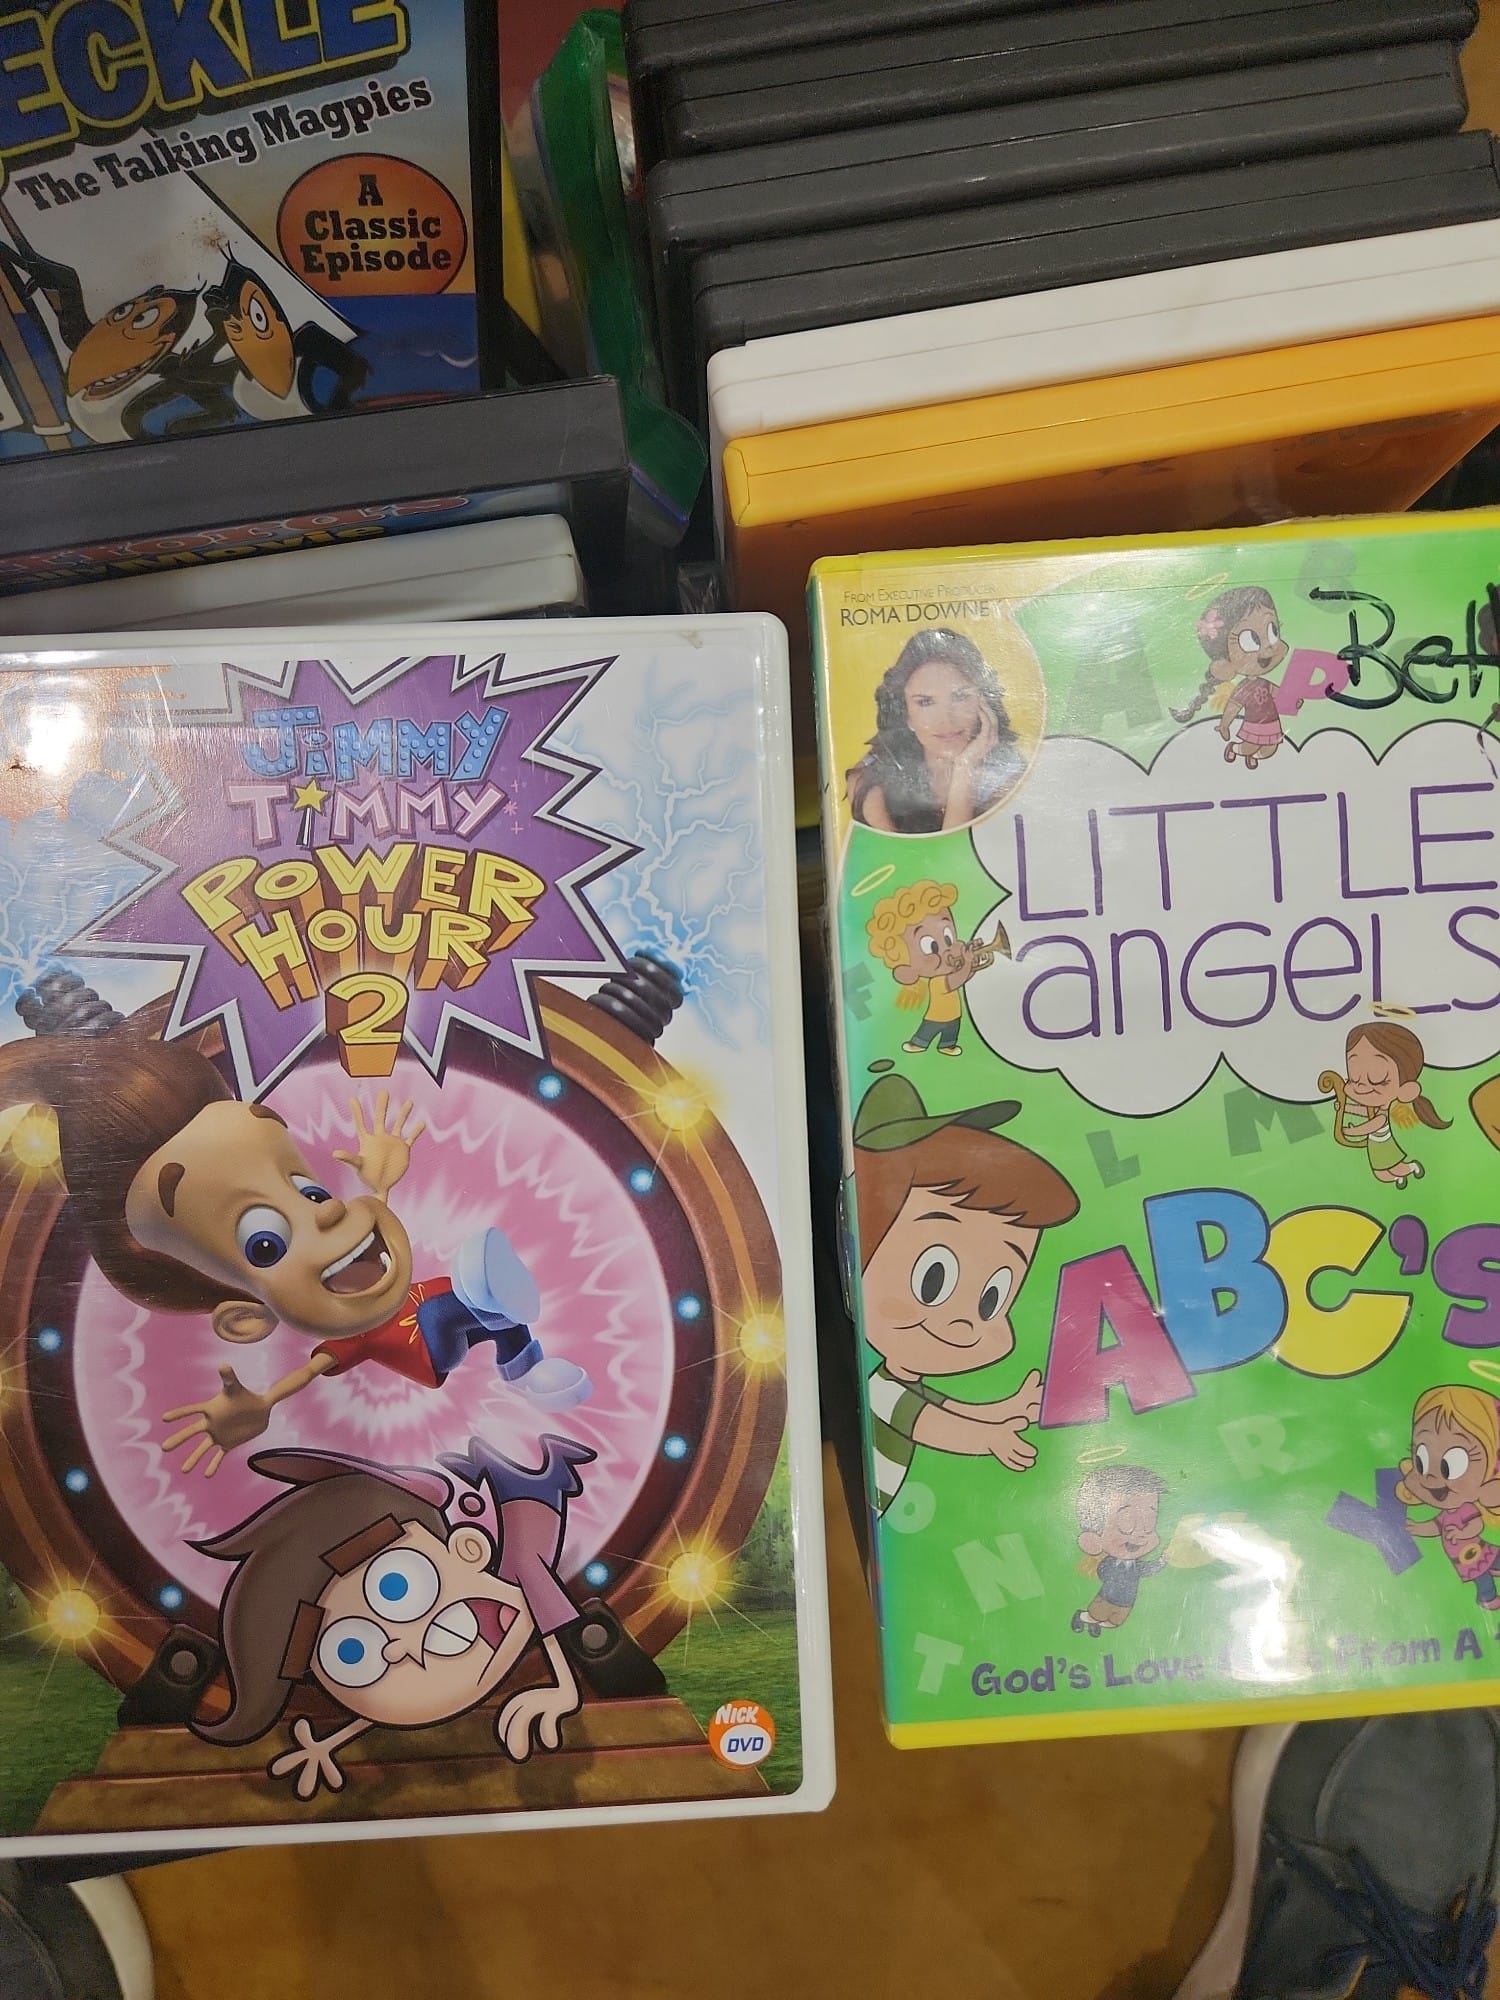 ECKLE
The Talking Magpies
A
Classic
Episode
Movie
JIMMY
TIMMY
POWER
HOUR
2
NICK
DVD
FROM EXECUTIVE PRODUCER
ROMA DOWNEY
Beth
LITTLE
ANGELS
ABC'S
God's Love From A